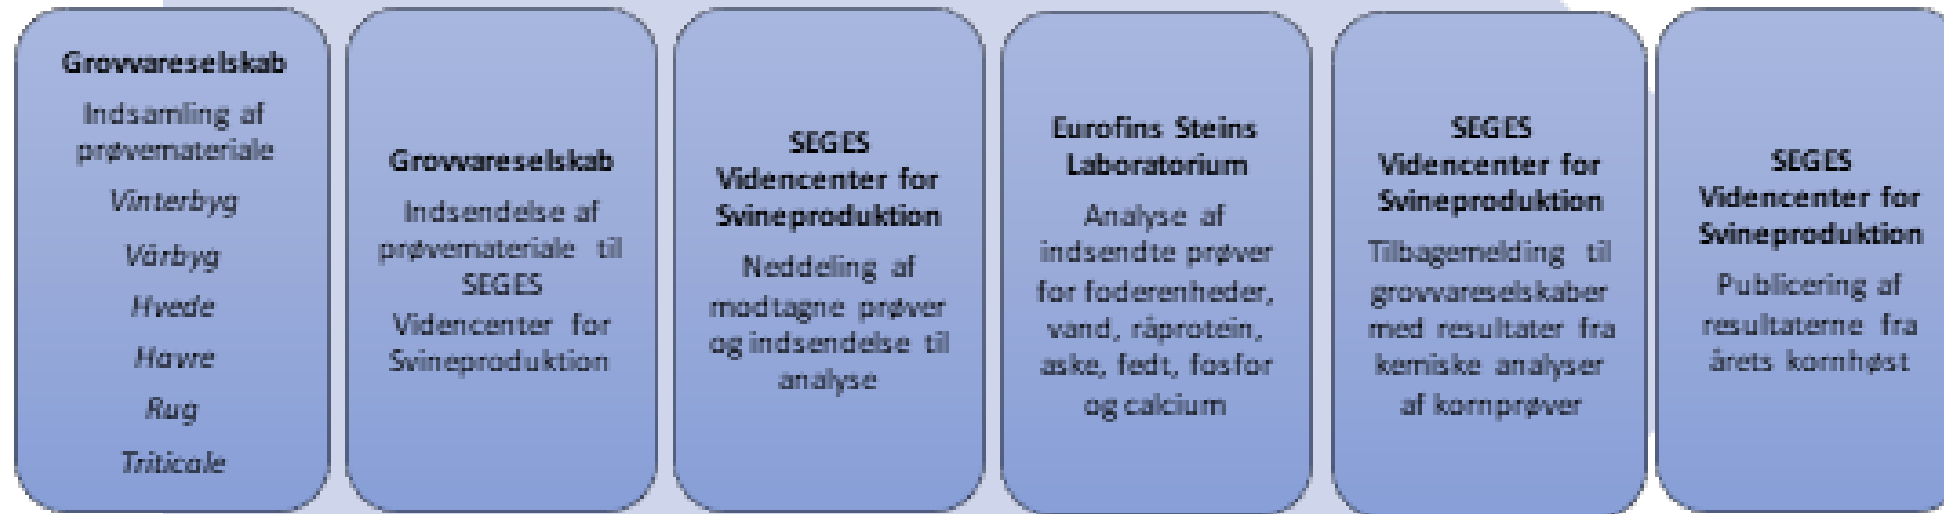 Grovvareselskab
Indsamling af
prøvemateriale
Vinterbyg
Vårbyg
Hvede
Havre
Rug
Triticale
Grovvareselskab
Indsendelse af
prøvemateriale til
SEGES
Videncenter for
Svineproduktion
SEGES
Videncenter for
Svineproduktion
Neddeling af
modtagne prøver
og indsendelse til
analyse
Eurofins Steins
Laboratorium
Analyse af
indsendte prøver
for foderenheder,
vand, råprotein,
aske, fedt, fosfor
og calcium
SEGES
Videncenter for
Svineproduktion
Tilbagemelding til
grovvareselskaber
med resultater fra
kemiske analyser
af kornprøver
SEGES
Videncenter for
Svineproduktion
Publicering af
resultaterne fra
årets kornhøst